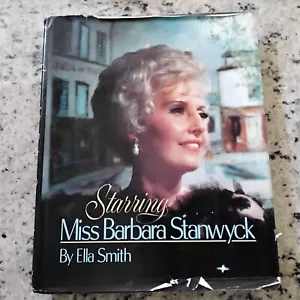 Starring
Miss Barbara Stanwyck
By Ella Smith